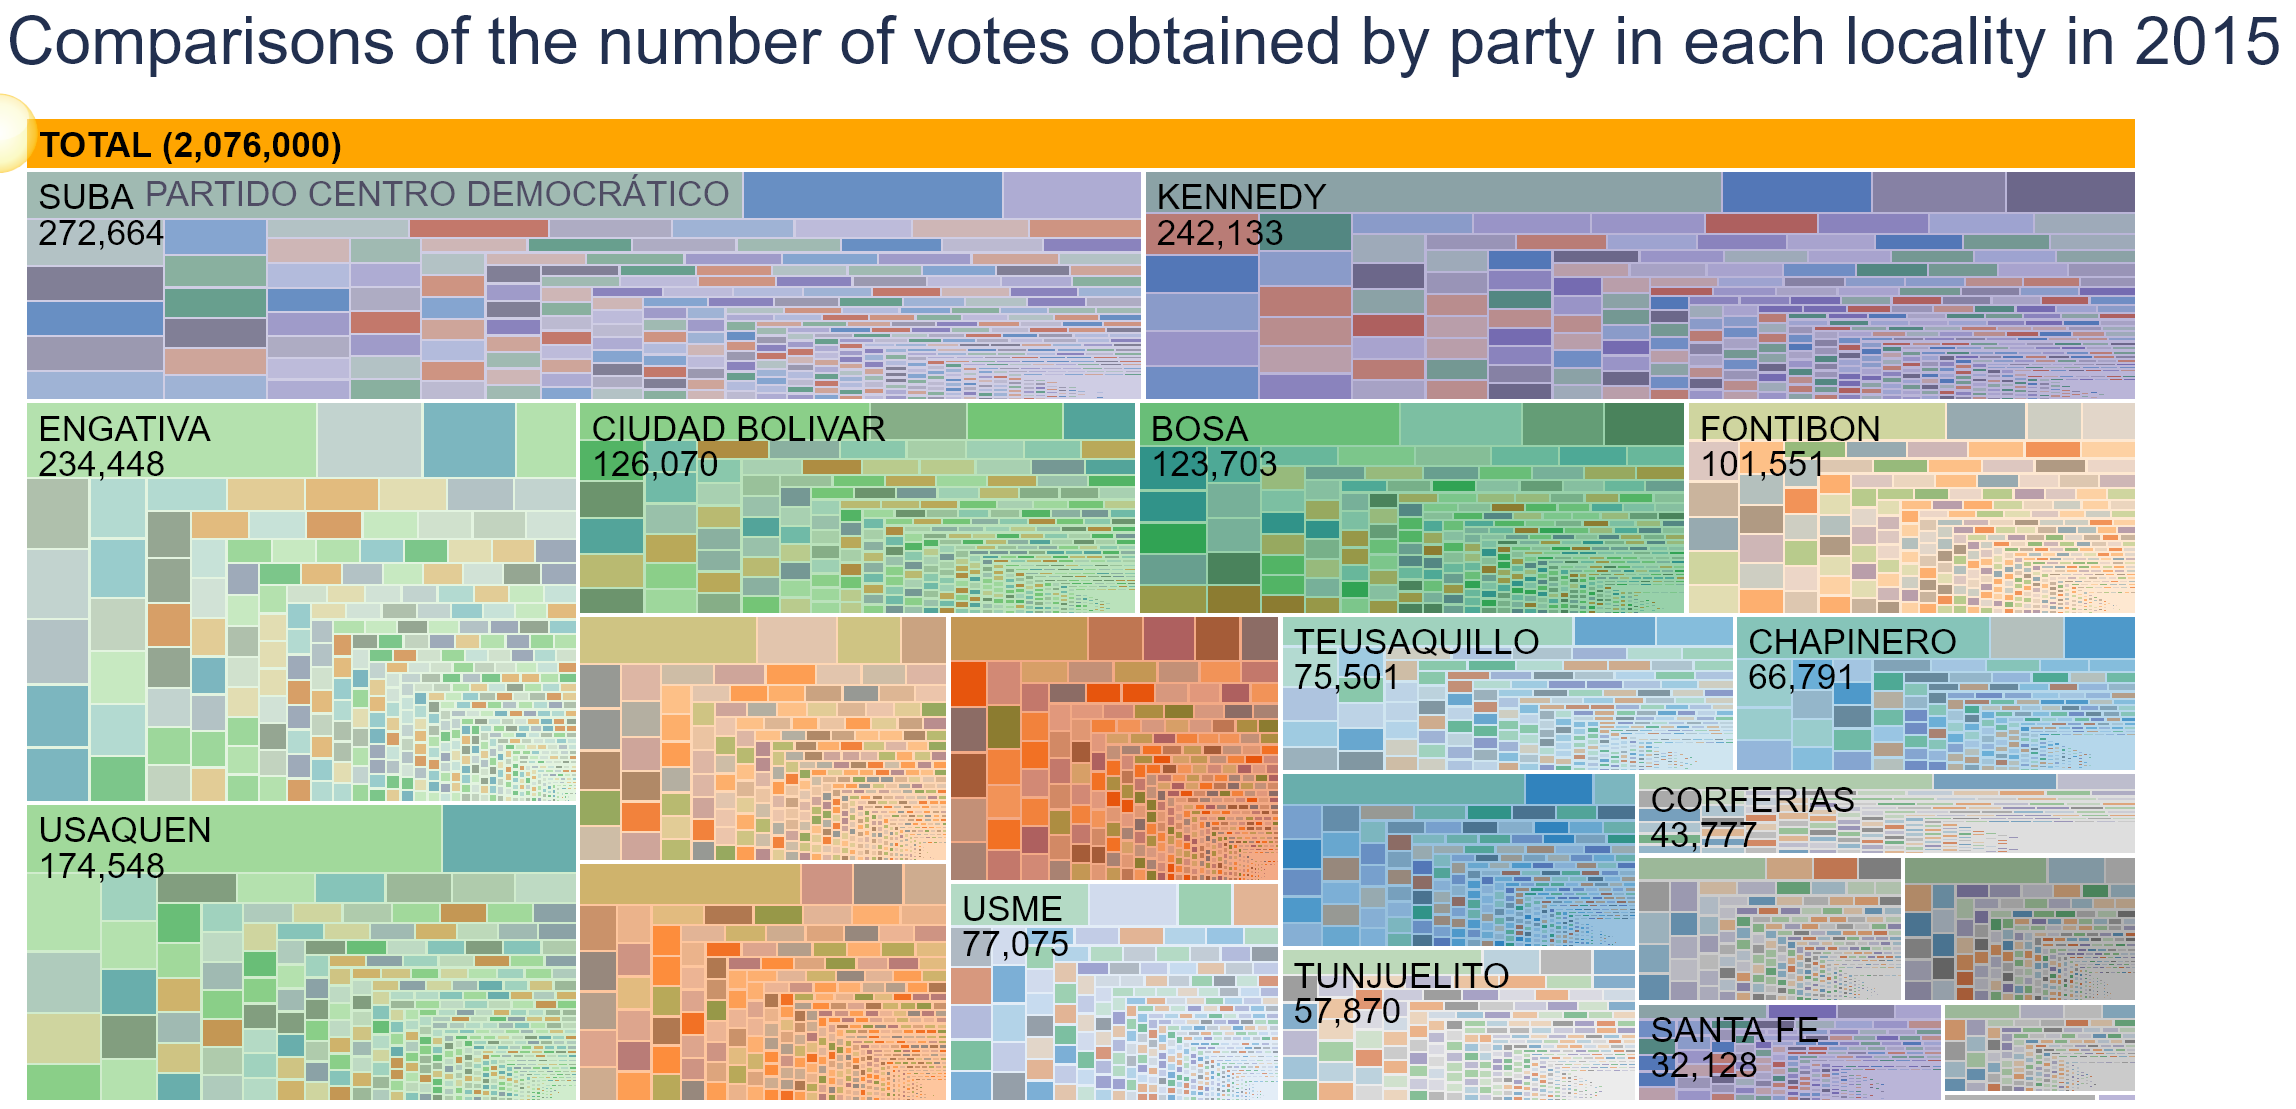 Comparisons of the number of votes obtained by party in each locality in 2015
TOTAL (2,076,000)
SUBA PARTIDO CENTRO DEMOCRÁTICO
272,664
KENNEDY
242,133
ENGATIVA
234,448
CIUDAD BOLIVAR
126,070
BOSA
123,703
FONTIBON
101,551
TEUSAQUILLO
75,501
CHAPINERO
66,791
CORFERIAS
43,777
USAQUEN
174,548
USME
77,075
TUNJUELITO
57,870
SANTA FE
32,128